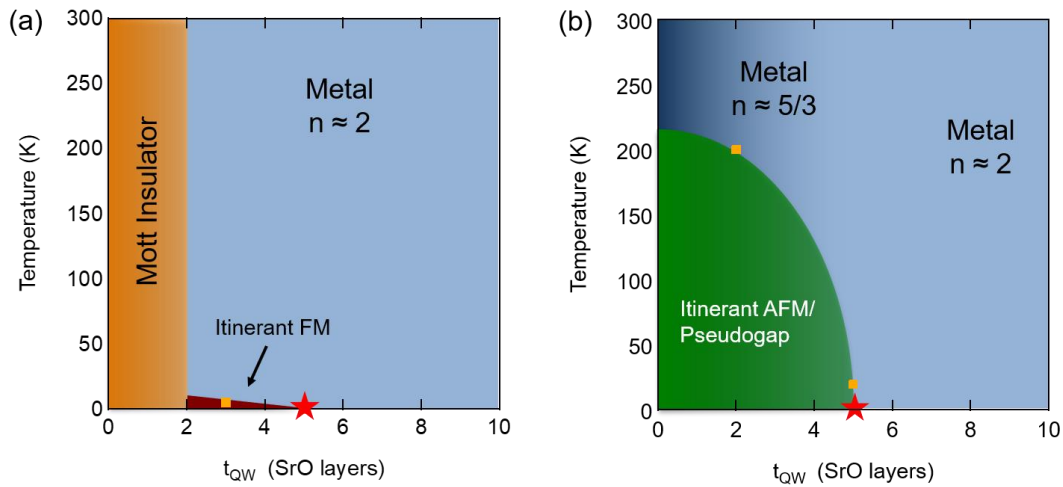 (a)
300
250
200
150
100
50
0
Temperature (K)
Mott Insulator
Metal
n ≈ 2
Itinerant FM
0 2 4 6 8 10
t_QW (SrO layers)
(b)
300
250
200
150
100
50
0
Temperature (K)
Metal
n ≈ 5/3
Metal
n ≈ 2
Itinerant AFM/
Pseudogap
0 2 4 6 8 10
t_QW (SrO layers)